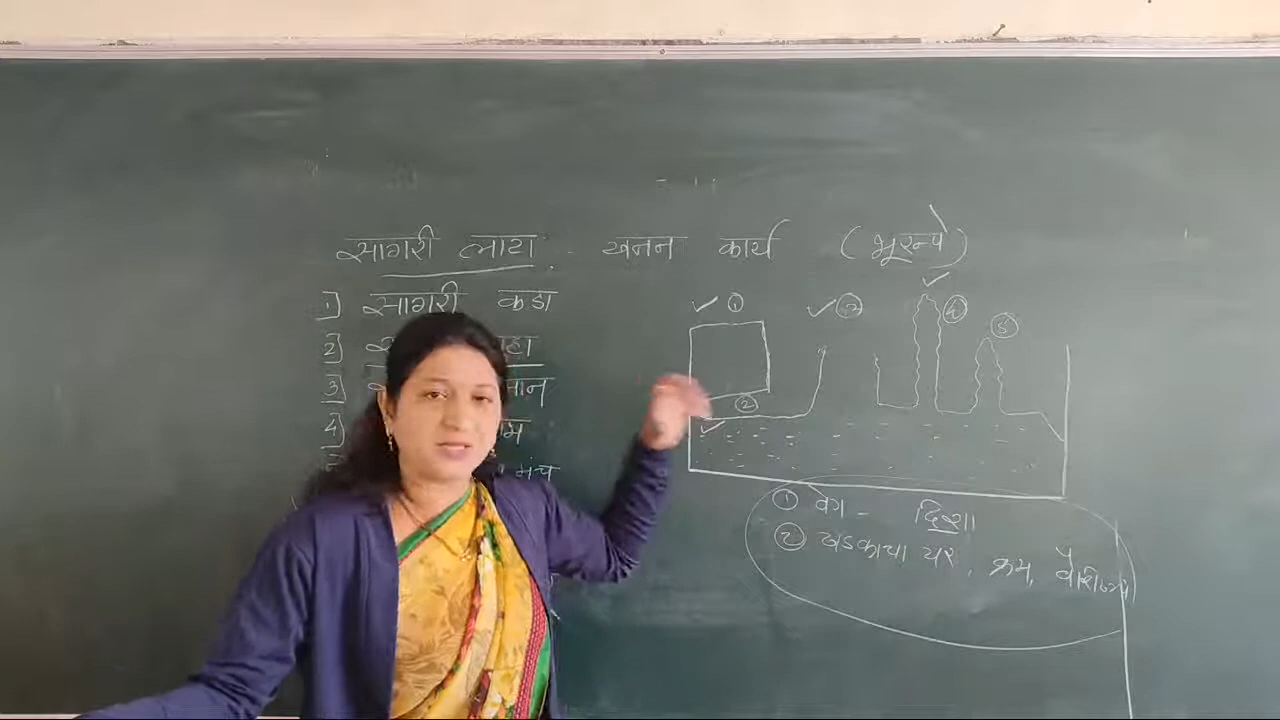 सागरी लाटा - खनन कार्य (भूरूपे)
1] सागरी कडा
2] हा
3]
4]
मंच
① ③ ④ ⑤
②
① वेग - दिशा
② खडकाचा थर, क्रम, वैशिष्ट्ये